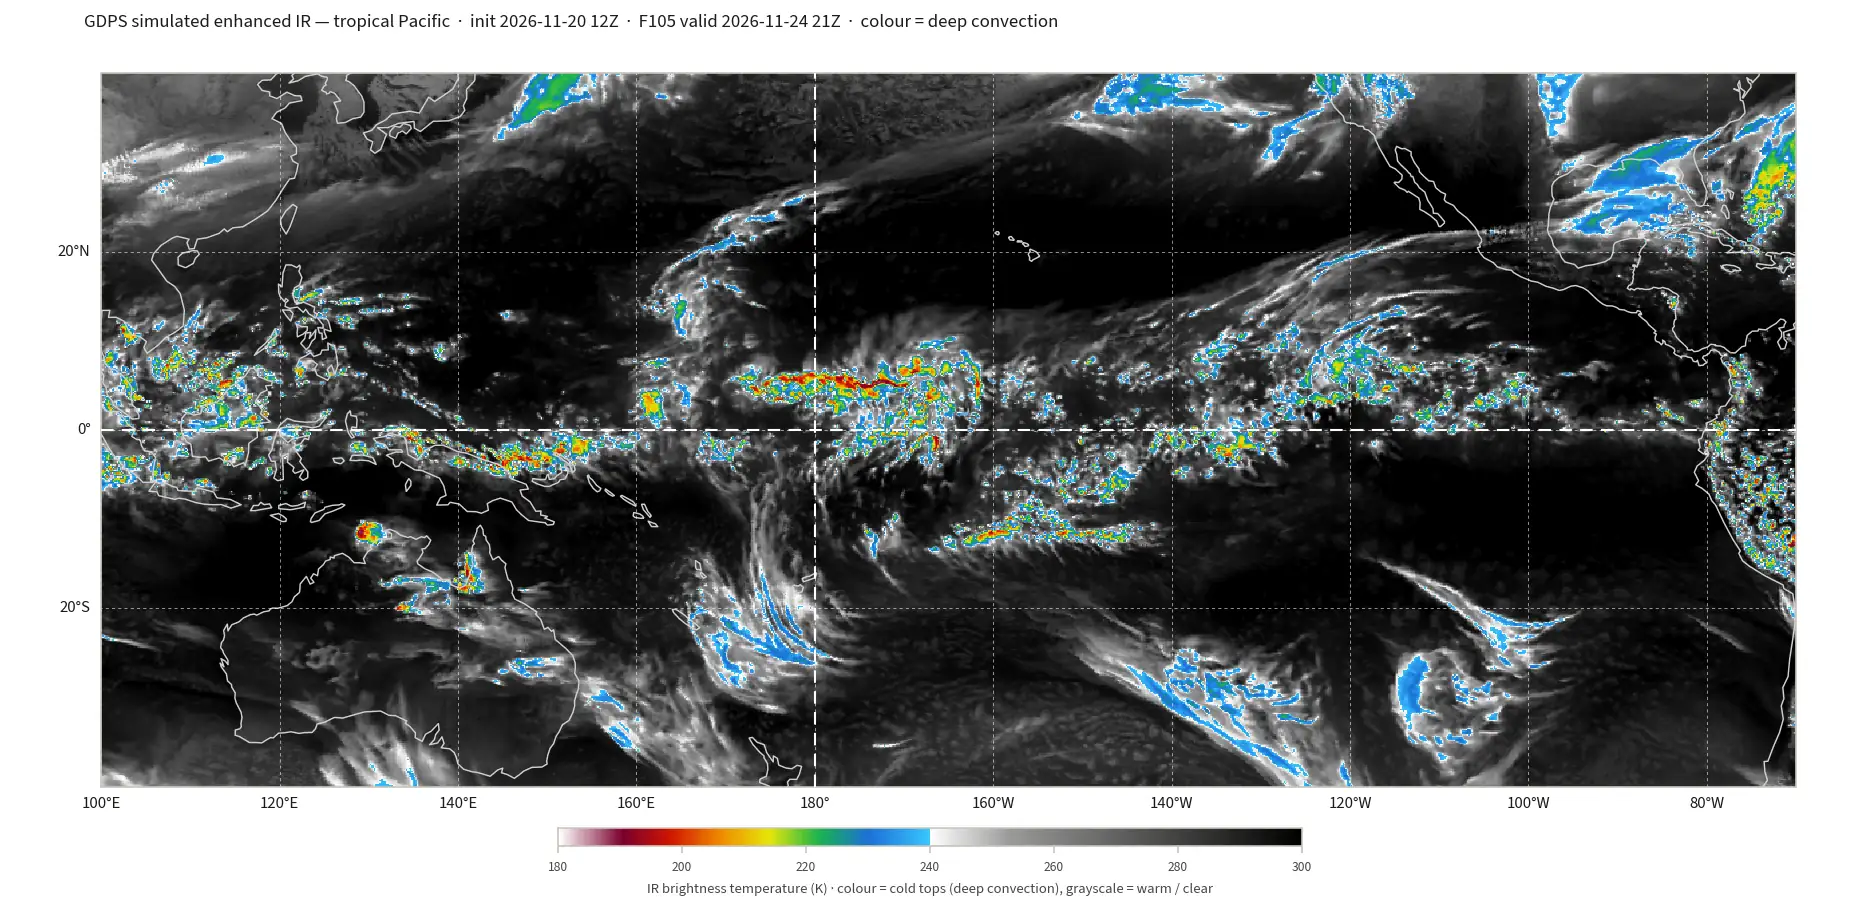 GDPS simulated enhanced IR — tropical Pacific · init 2026-11-20 12Z · F105 valid 2026-11-24 21Z · colour = deep convection
20°N
0°
20°S
100°E 120°E 140°E 160°E 180° 160°W 140°W 120°W 100°W 80°W
180 200 220 240 260 280 300
IR brightness temperature (K) · colour = cold tops (deep convection), grayscale = warm / clear